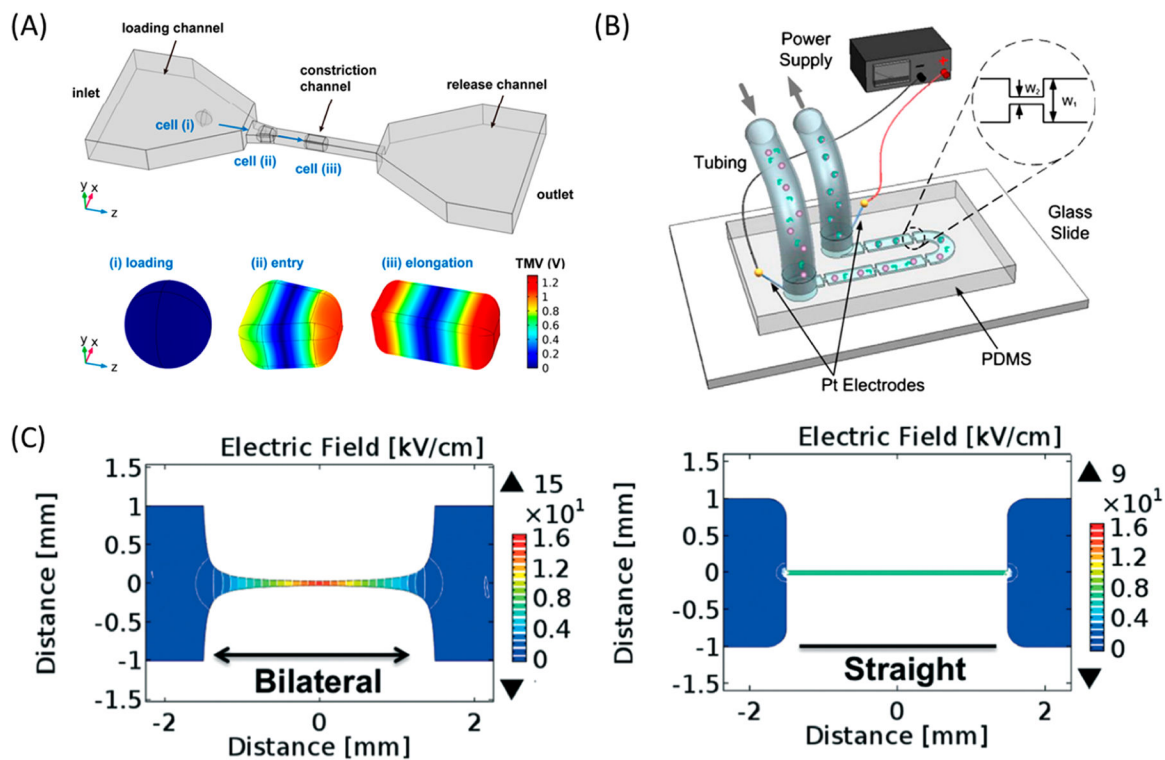 (A)
loading channel
constriction
channel
release channel
inlet
cell (i)
cell (ii)
cell (iii)
outlet
y x
z
(i) loading
(ii) entry
(iii) elongation
TMV (V)
1.2
1
0.8
0.6
0.4
0.2
0
y x
z
(B)
Power
Supply
W₂
W₁
Tubing
Glass
Slide
PDMS
Pt Electrodes
(C)
Electric Field [kV/cm]
Distance [mm]
1.5
1
0.5
0
-0.5
-1
-1.5
Bilateral
-2
0
2
Distance [mm]
▲ 15
×10¹
1.6
1.2
0.8
0.4
0
▼
Electric Field [kV/cm]
Distance [mm]
1.5
1
0.5
0
-0.5
-1
-1.5
Straight
-2
0
2
Distance [mm]
▲ 9
×10¹
1.6
1.2
0.8
0.4
0
▼